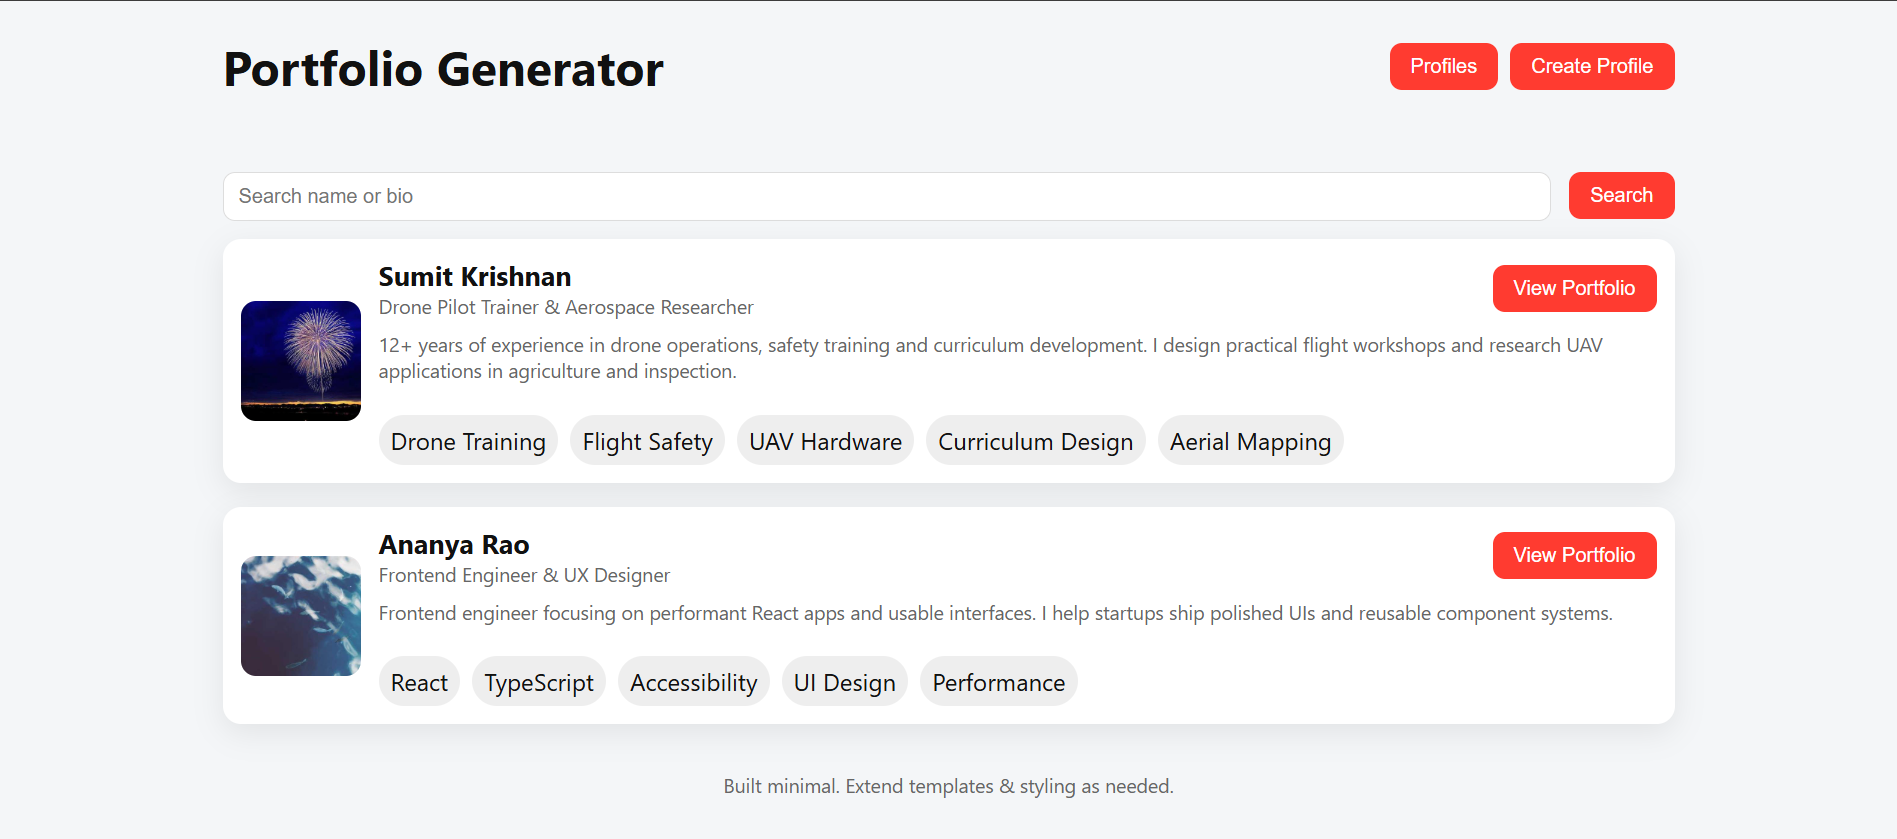 Portfolio Generator
Profiles
Create Profile
Search name or bio
Search
Sumit Krishnan
View Portfolio
Drone Pilot Trainer & Aerospace Researcher
12+ years of experience in drone operations, safety training and curriculum development. I design practical flight workshops and research UAV
applications in agriculture and inspection.
Drone Training
Flight Safety
UAV Hardware
Curriculum Design
Aerial Mapping
Ananya Rao
View Portfolio
Frontend Engineer & UX Designer
Frontend engineer focusing on performant React apps and usable interfaces. I help startups ship polished UIs and reusable component systems.
React
TypeScript
Accessibility
UI Design
Performance
Built minimal. Extend templates & styling as needed.